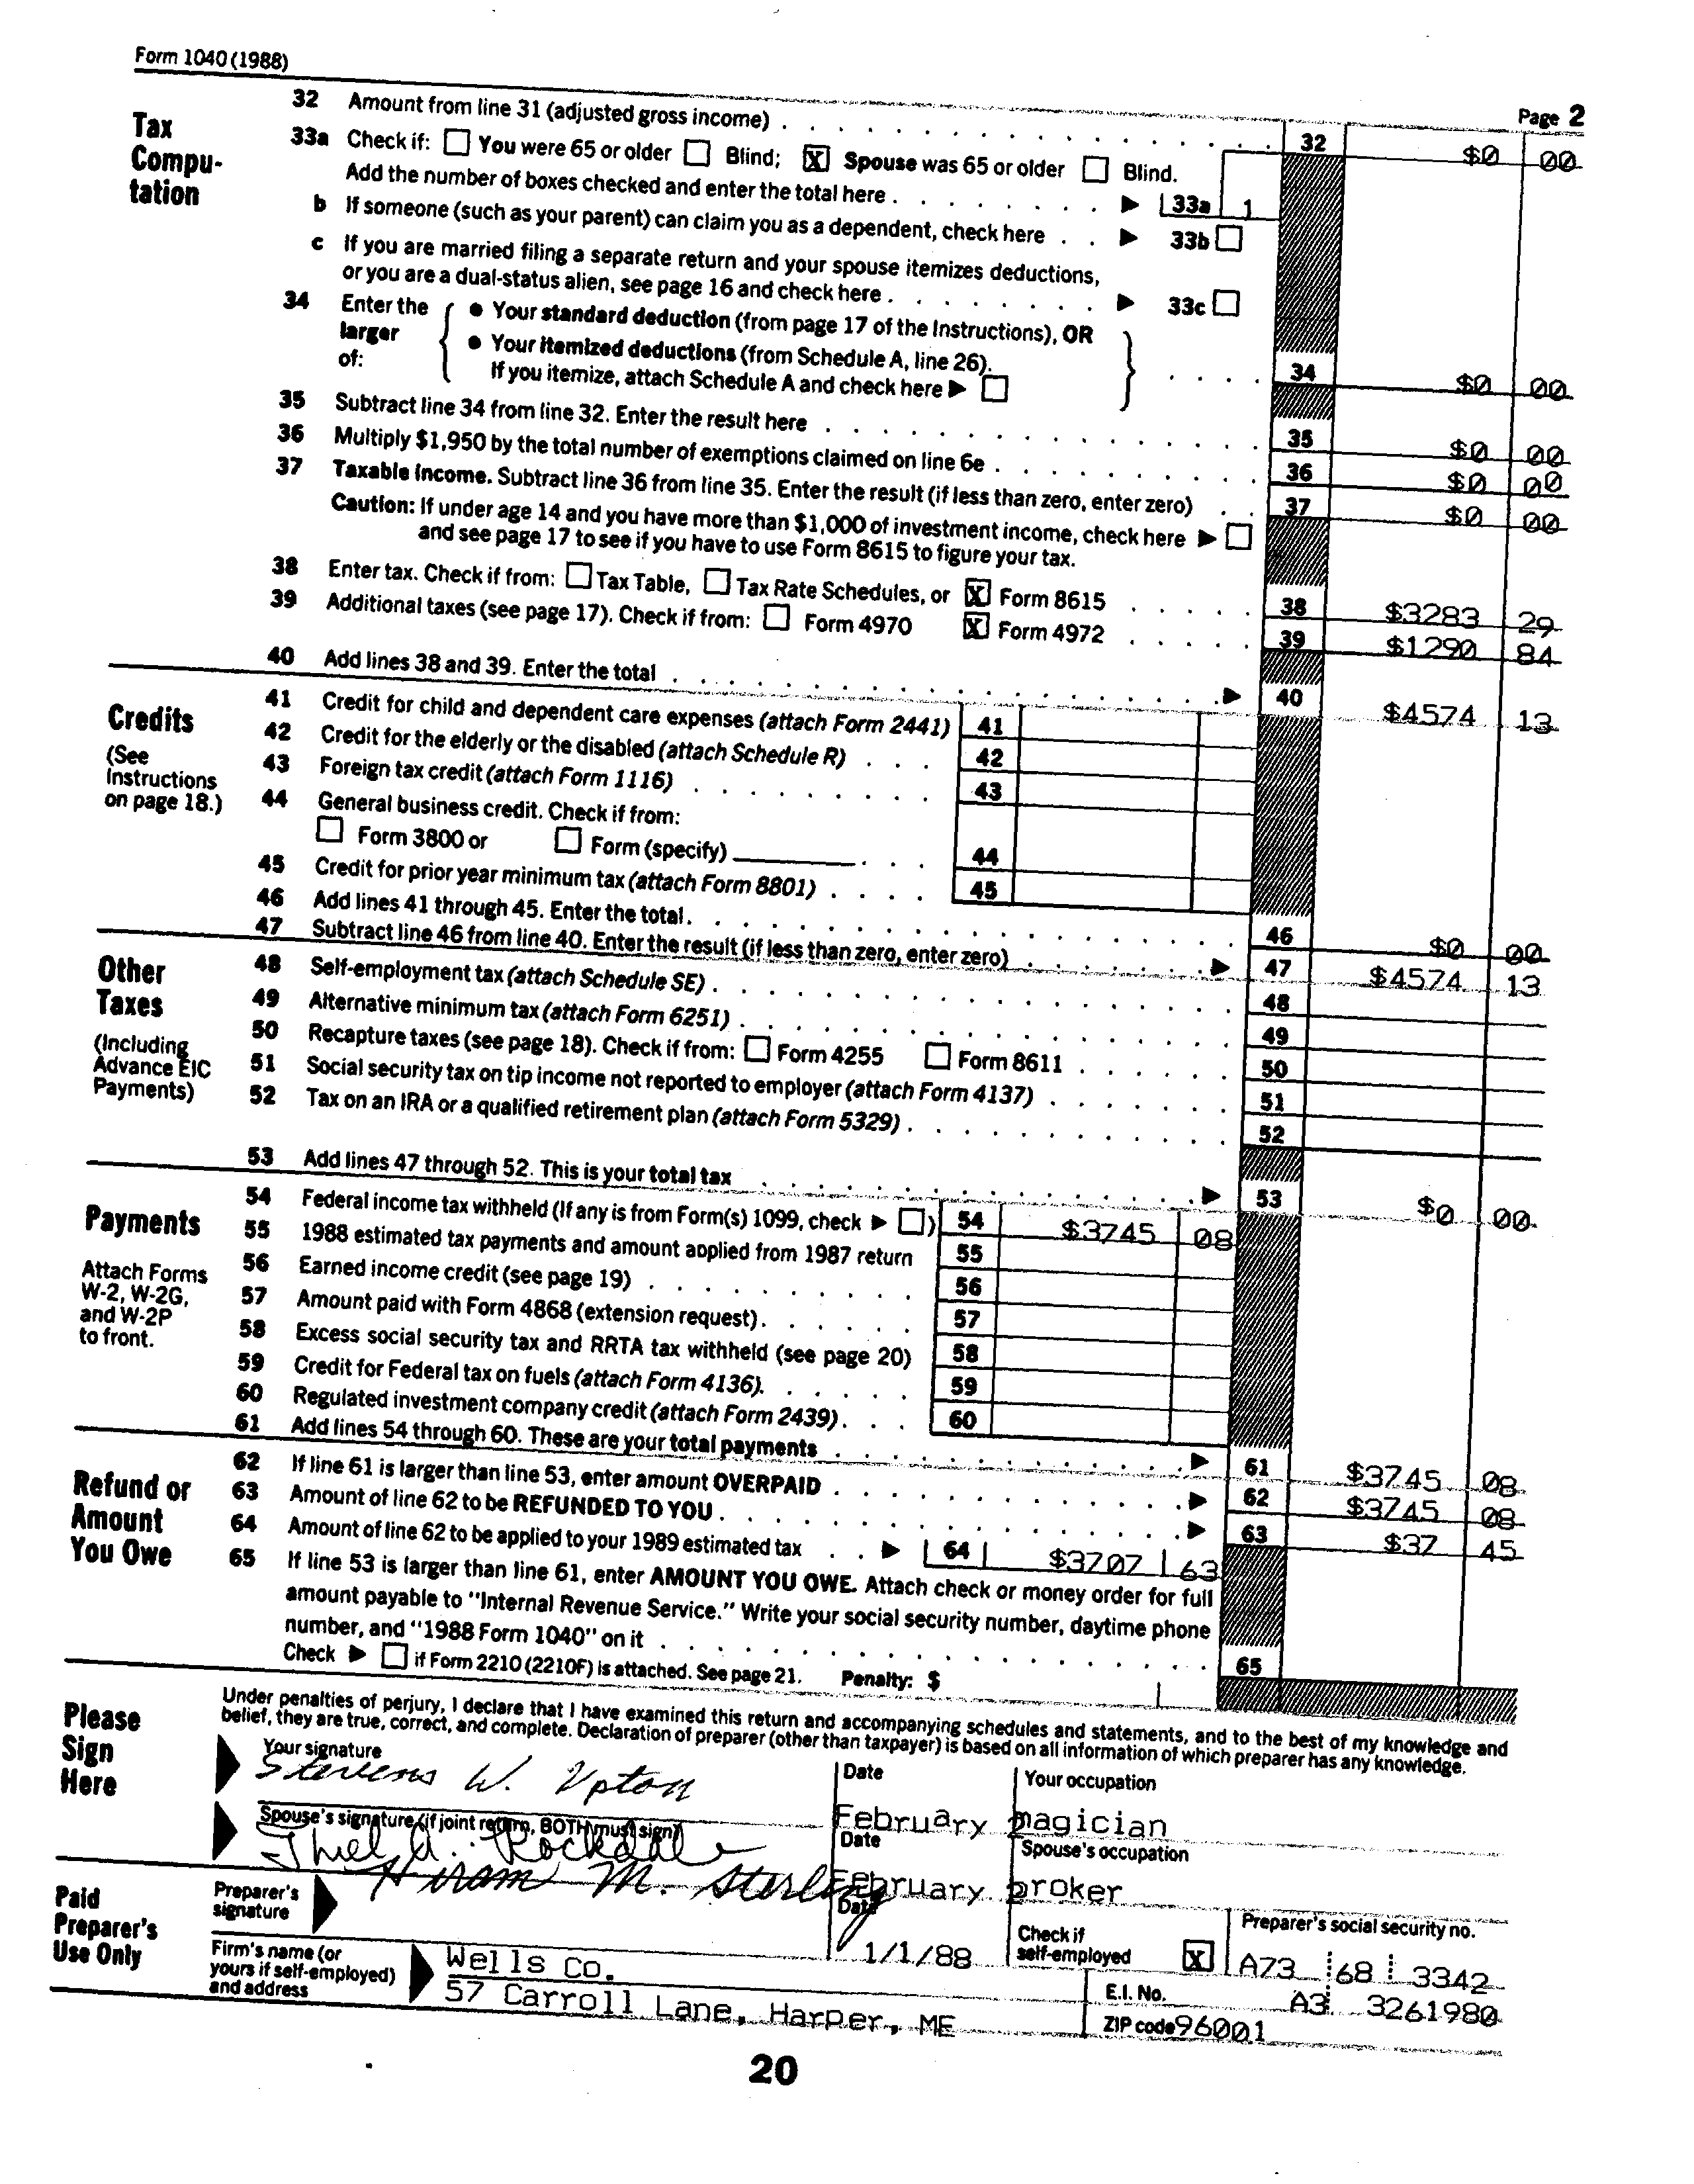 Form 1040 (1988)
Page 2
Tax Compu- tation
32 Amount from line 31 (adjusted gross income) . . . 32 $0 00
33a Check if: ☐ You were 65 or older ☐ Blind; ☒ Spouse was 65 or older ☐ Blind.
Add the number of boxes checked and enter the total here . . . ▶ 33a 1
b If someone (such as your parent) can claim you as a dependent, check here . . ▶ 33b ☐
c If you are married filing a separate return and your spouse itemizes deductions,
or you are a dual-status alien, see page 16 and check here . . . ▶ 33c ☐
34 Enter the larger of: { ● Your standard deduction (from page 17 of the Instructions), OR
● Your itemized deductions (from Schedule A, line 26).
If you itemize, attach Schedule A and check here ▶ ☐ } . . . . 34 $0 00
35 Subtract line 34 from line 32. Enter the result here . . . 35 $0 00
36 Multiply $1,950 by the total number of exemptions claimed on line 6e . . . 36 $0 00
37 Taxable income. Subtract line 36 from line 35. Enter the result (if less than zero, enter zero) . . 37 $0 00
Caution: If under age 14 and you have more than $1,000 of investment income, check here ▶ ☐
and see page 17 to see if you have to use Form 8615 to figure your tax.
38 Enter tax. Check if from: ☐ Tax Table, ☐ Tax Rate Schedules, or ☒ Form 8615 . . . 38 $3283 29
39 Additional taxes (see page 17). Check if from: ☐ Form 4970 ☒ Form 4972 . . . 39 $1290 84
40 Add lines 38 and 39. Enter the total . . . ▶ 40 $4574 13
Credits
(See Instructions on page 18.)
41 Credit for child and dependent care expenses (attach Form 2441) 41
42 Credit for the elderly or the disabled (attach Schedule R) . . . 42
43 Foreign tax credit (attach Form 1116) . . . 43
44 General business credit. Check if from:
☐ Form 3800 or ☐ Form (specify) ________ . . . 44
45 Credit for prior year minimum tax (attach Form 8801) . . . . 45
46 Add lines 41 through 45. Enter the total . . . 46 $0 00
47 Subtract line 46 from line 40. Enter the result (if less than zero, enter zero) . . . ▶ 47 $4574 13
Other Taxes
(Including Advance EIC Payments)
48 Self-employment tax (attach Schedule SE) . . . 48
49 Alternative minimum tax (attach Form 6251) . . . 49
50 Recapture taxes (see page 18). Check if from: ☐ Form 4255 ☐ Form 8611 . . . 50
51 Social security tax on tip income not reported to employer (attach Form 4137) . . . 51
52 Tax on an IRA or a qualified retirement plan (attach Form 5329) . . . 52
53 Add lines 47 through 52. This is your total tax . . . ▶ 53 $0 00
Payments
Attach Forms W-2, W-2G, and W-2P to front.
54 Federal income tax withheld (If any is from Form(s) 1099, check ▶ ☐) 54 $3745 08
55 1988 estimated tax payments and amount applied from 1987 return 55
56 Earned income credit (see page 19) . . . 56
57 Amount paid with Form 4868 (extension request) . . . 57
58 Excess social security tax and RRTA tax withheld (see page 20) 58
59 Credit for Federal tax on fuels (attach Form 4136). . . . 59
60 Regulated investment company credit (attach Form 2439) . . . 60
61 Add lines 54 through 60. These are your total payments . . . ▶ 61 $3745 08
Refund or Amount You Owe
62 If line 61 is larger than line 53, enter amount OVERPAID . . . ▶ 62 $3745 08
63 Amount of line 62 to be REFUNDED TO YOU . . . ▶ 63 $37 45
64 Amount of line 62 to be applied to your 1989 estimated tax . . ▶ 64 $3707 63
65 If line 53 is larger than line 61, enter AMOUNT YOU OWE. Attach check or money order for full
amount payable to "Internal Revenue Service." Write your social security number, daytime phone
number, and "1988 Form 1040" on it . . . 65
Check ▶ ☐ if Form 2210 (2210F) is attached. See page 21. Penalty: $
Please Sign Here
Under penalties of perjury, I declare that I have examined this return and accompanying schedules and statements, and to the best of my knowledge and
belief, they are true, correct, and complete. Declaration of preparer (other than taxpayer) is based on all information of which preparer has any knowledge.
Your signature Date Your occupation
Stevens W. Upton February magician
Spouse's signature (if joint return, BOTH must sign) Date Spouse's occupation
Thiel A. Rockdale February broker
Paid Preparer's Use Only
Preparer's signature Hiram M. Sterling Date 1/1/88 Check if self-employed ☒ Preparer's social security no. A73 68 3342
Firm's name (or yours if self-employed) and address Wells Co. E.I. No. A3 3261980
57 Carroll Lane, Harper, ME ZIP code 96001
20